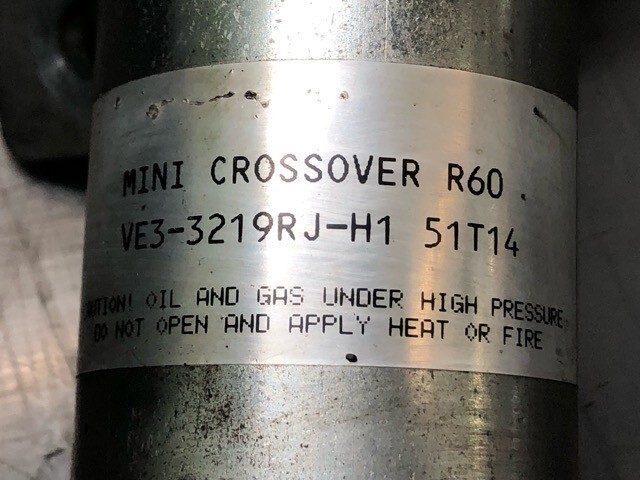 MINI CROSSOVER R60.
VE3-3219RJ-H1 51T14
CAUTION! OIL AND GAS UNDER HIGH PRESSURE-
DO NOT OPEN AND APPLY HEAT OR FIRE